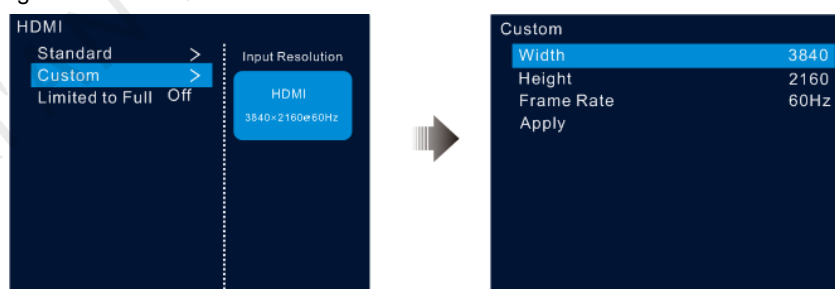 HDMI
Standard >
Custom >
Limited to Full Off
Input Resolution
HDMI
3840×2160@60Hz
Custom
Width 3840
Height 2160
Frame Rate 60Hz
Apply